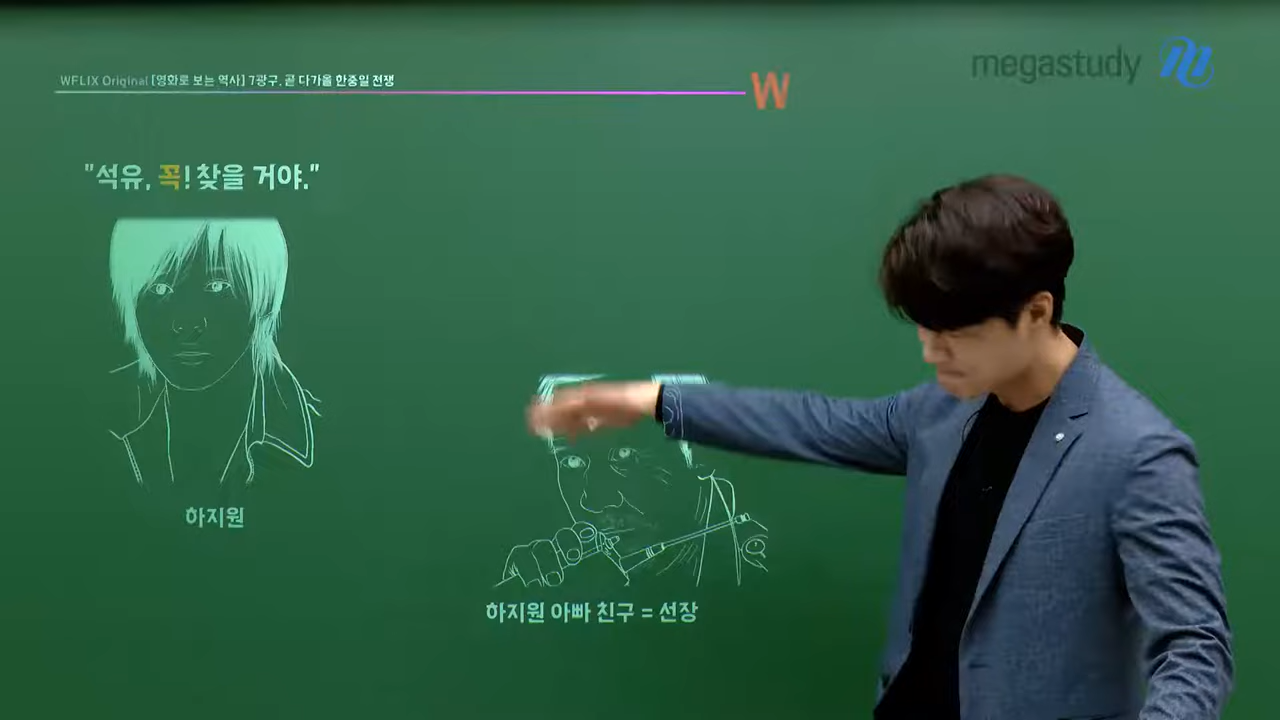 megastudy
WFLIX Original [영화로 보는 역사] 7광구, 곧 다가올 한중일 전쟁
W
"석유, 꼭! 찾을 거야."
하지원
하지원 아빠 친구 = 선장